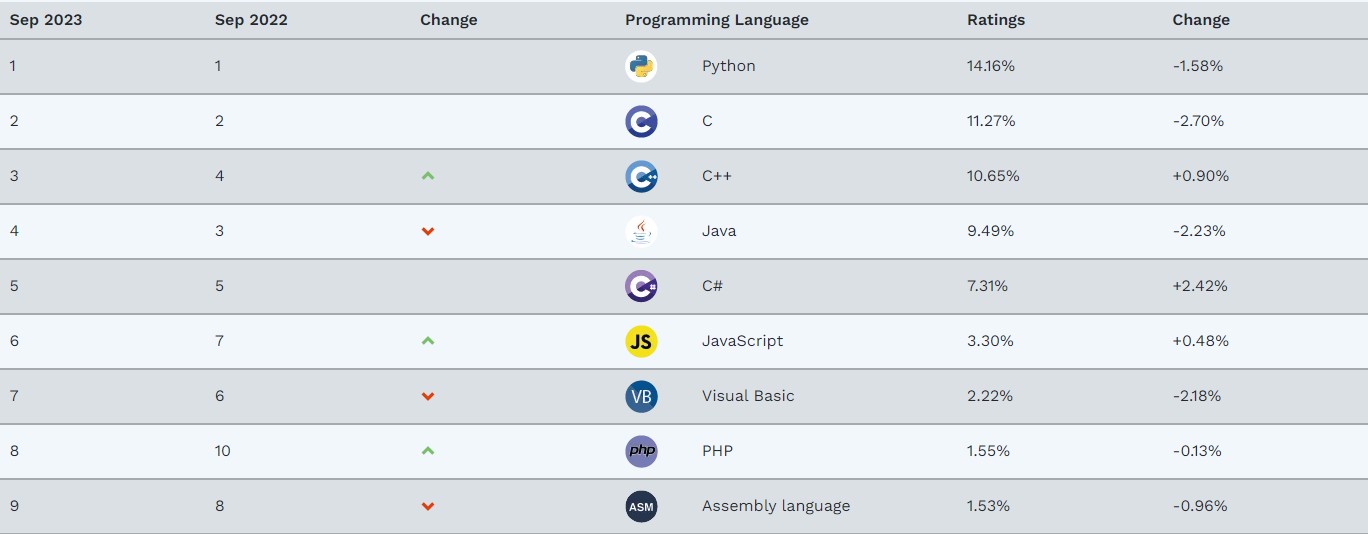 Sep 2023 Sep 2022 Change Programming Language Ratings Change
1 1 Python 14.16% -1.58%
2 2 C C 11.27% -2.70%
3 4 C++ C++ 10.65% +0.90%
4 3 Java 9.49% -2.23%
5 5 C# C# 7.31% +2.42%
6 7 JS JavaScript 3.30% +0.48%
7 6 VB Visual Basic 2.22% -2.18%
8 10 php PHP 1.55% -0.13%
9 8 ASM Assembly language 1.53% -0.96%